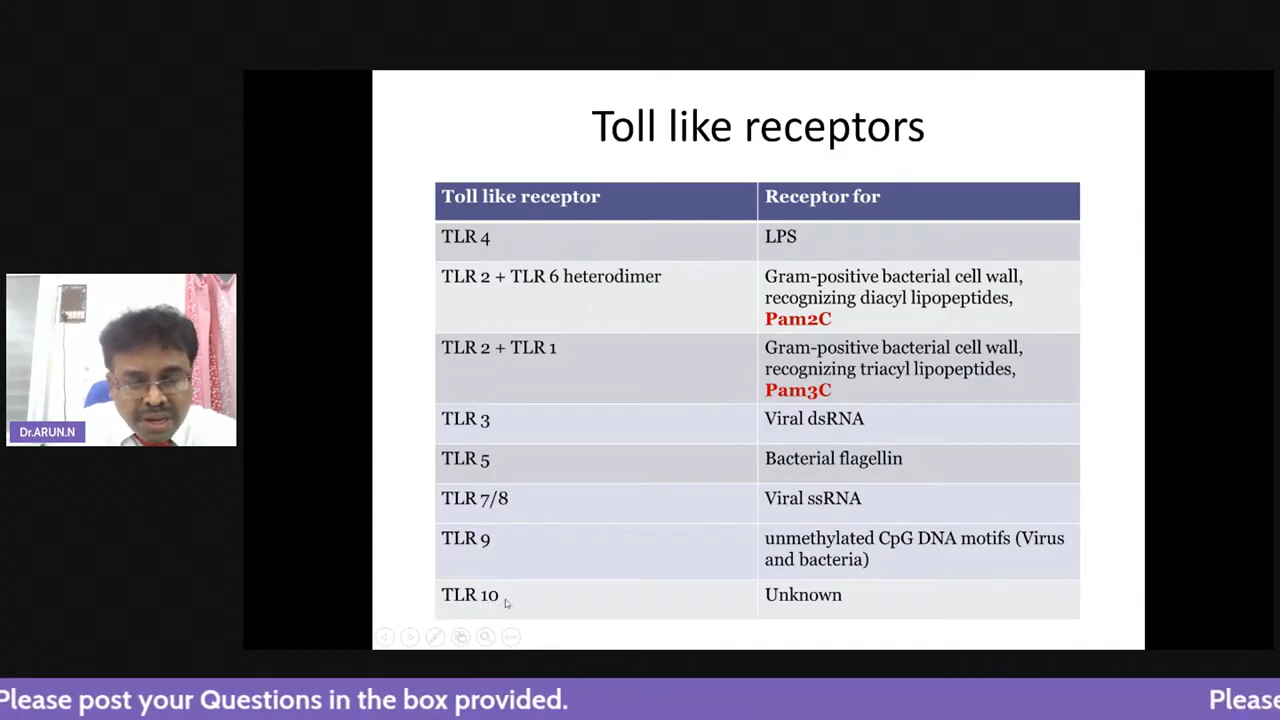 Toll like receptors
Toll like receptor
Receptor for
TLR 4
LPS
TLR 2 + TLR 6 heterodimer
Gram-positive bacterial cell wall,
recognizing diacyl lipopeptides,
Pam2C
TLR 2 + TLR 1
Gram-positive bacterial cell wall,
recognizing triacyl lipopeptides,
Pam3C
TLR 3
Viral dsRNA
TLR 5
Bacterial flagellin
TLR 7/8
Viral ssRNA
TLR 9
unmethylated CpG DNA motifs (Virus
and bacteria)
TLR 10
Unknown
Dr.ARUN.N
Please post your Questions in the box provided.
Please